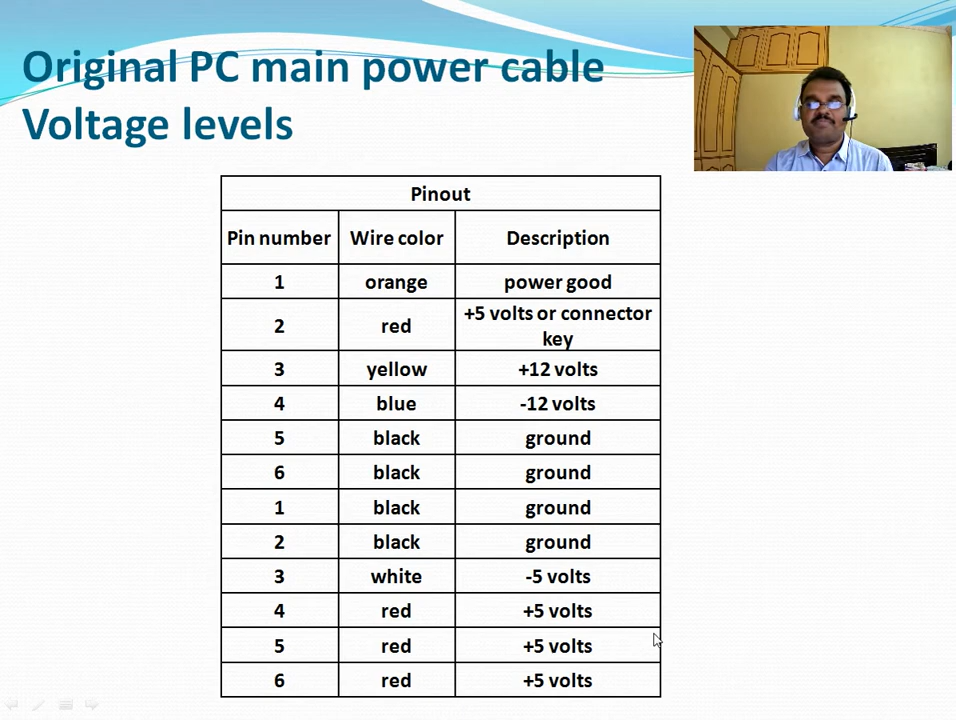 Original PC main power cable
Voltage levels
Pinout
Pin number Wire color Description
1 orange power good
2 red +5 volts or connector
key
3 yellow +12 volts
4 blue -12 volts
5 black ground
6 black ground
1 black ground
2 black ground
3 white -5 volts
4 red +5 volts
5 red +5 volts
6 red +5 volts